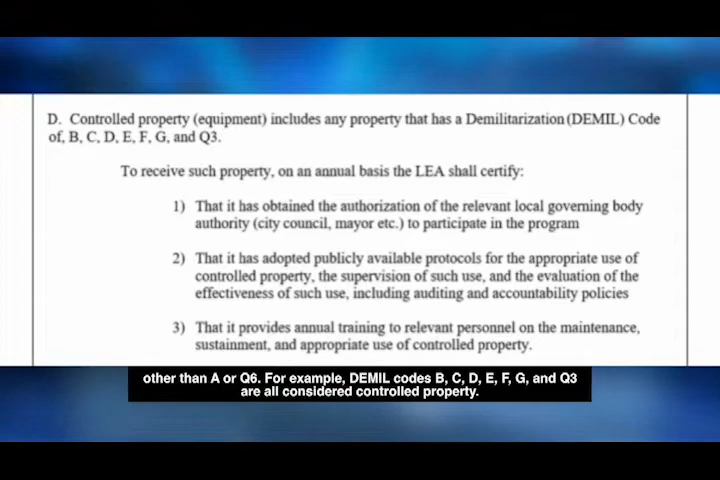 D. Controlled property (equipment) includes any property that has a Demilitarization (DEMIL) Code
of, B, C, D, E, F, G, and Q3.
To receive such property, on an annual basis the LEA shall certify:
1) That it has obtained the authorization of the relevant local governing body
authority (city council, mayor etc.) to participate in the program
2) That it has adopted publicly available protocols for the appropriate use of
controlled property, the supervision of such use, and the evaluation of the
effectiveness of such use, including auditing and accountability policies
3) That it provides annual training to relevant personnel on the maintenance,
sustainment, and appropriate use of controlled property.
other than A or Q6. For example, DEMIL codes B, C, D, E, F, G, and Q3
are all considered controlled property.